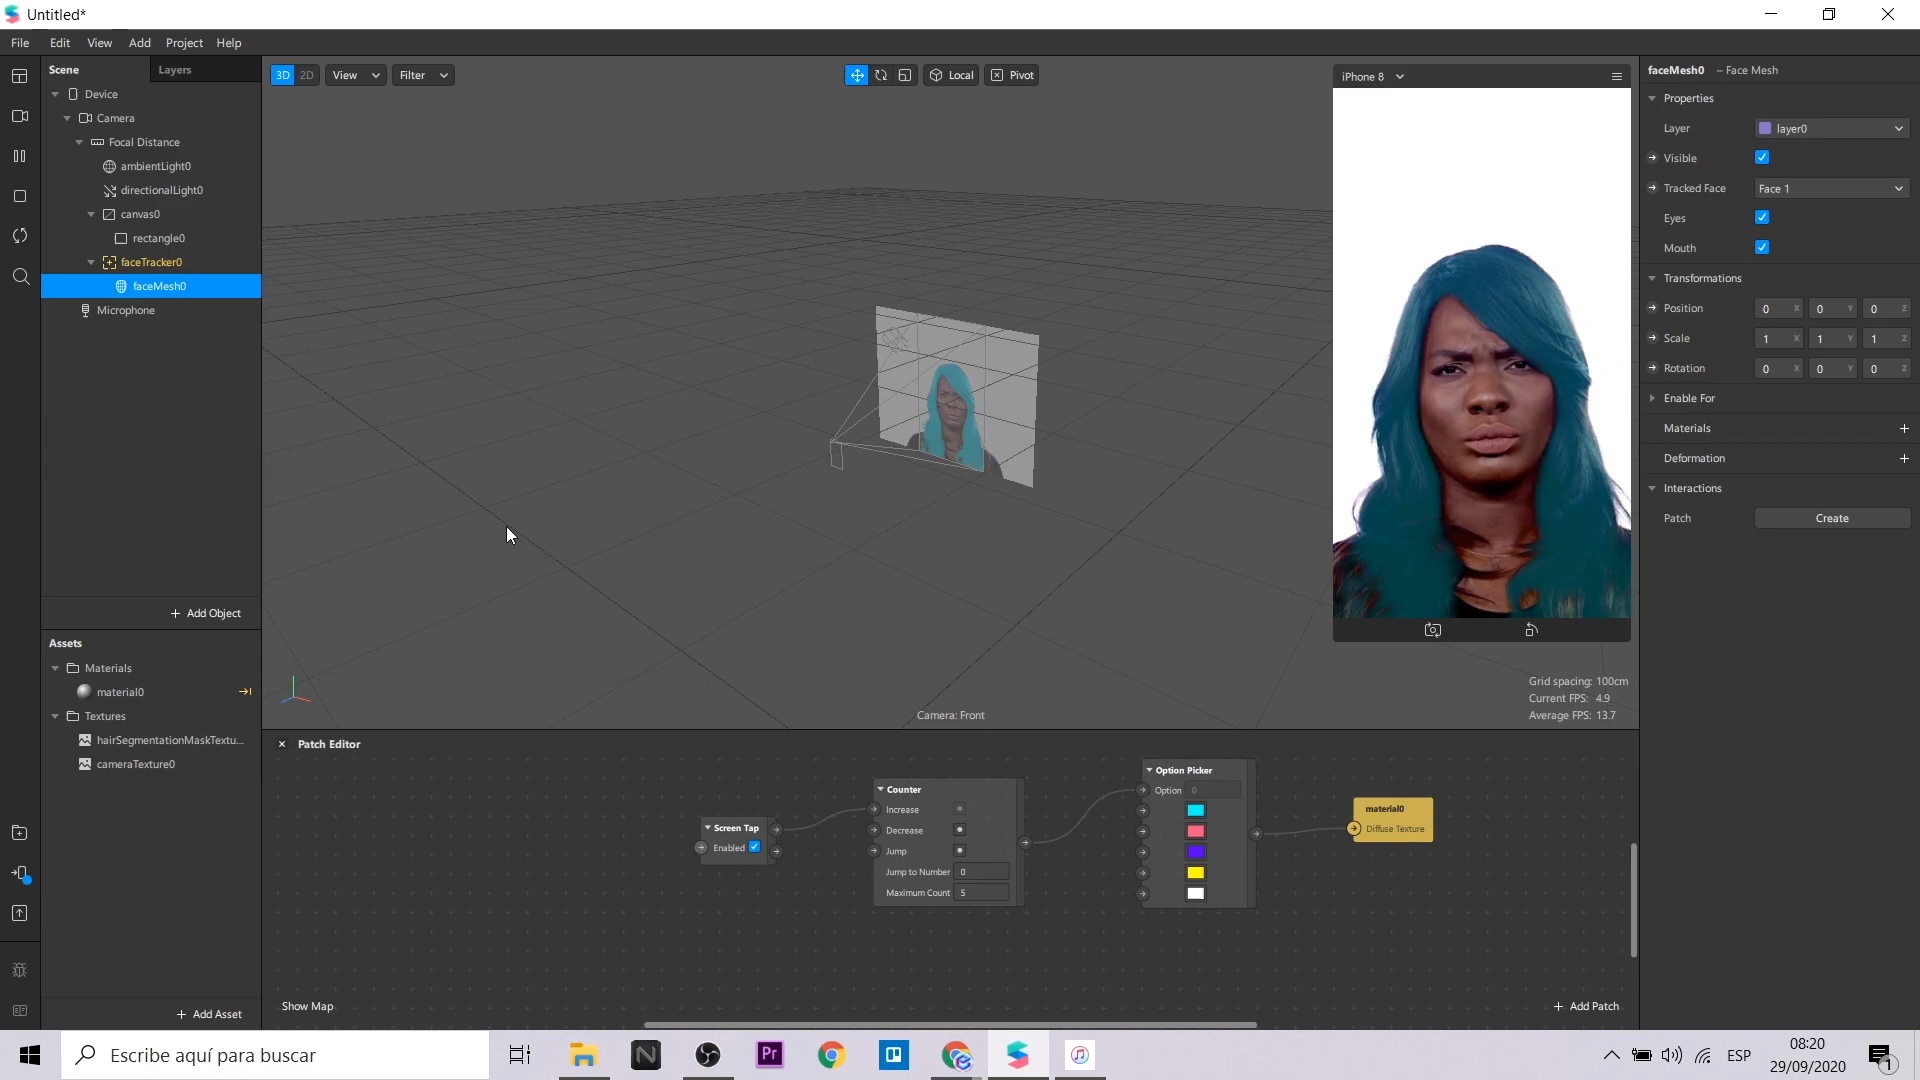 Untitled*
File Edit View Add Project Help
Scene Layers
Device
Camera
Focal Distance
ambientLight0
directionalLight0
canvas0
rectangle0
faceTracker0
faceMesh0
Microphone
+ Add Object
Assets
Materials
material0
Textures
hairSegmentationMaskTextu...
cameraTexture0
+ Add Asset
3D 2D View Filter Local Pivot
iPhone 8
Camera: Front
Grid spacing: 100cm
Current FPS: 4.9
Average FPS: 13.7
faceMesh0 – Face Mesh
Properties
Layer layer0
Visible
Tracked Face Face 1
Eyes
Mouth
Transformations
Position 0 X 0 Y 0 Z
Scale 1 X 1 Y 1 Z
Rotation 0 X 0 Y 0 Z
Enable For
Materials +
Deformation +
Interactions
Patch Create
Patch Editor
Screen Tap
Enabled
Counter
Increase
Decrease
Jump
Jump to Number 0
Maximum Count 5
Option Picker
Option 0
material0
Diffuse Texture
Show Map
+ Add Patch
Escribe aquí para buscar
N
Pr
ESP
08:20
29/09/2020
1